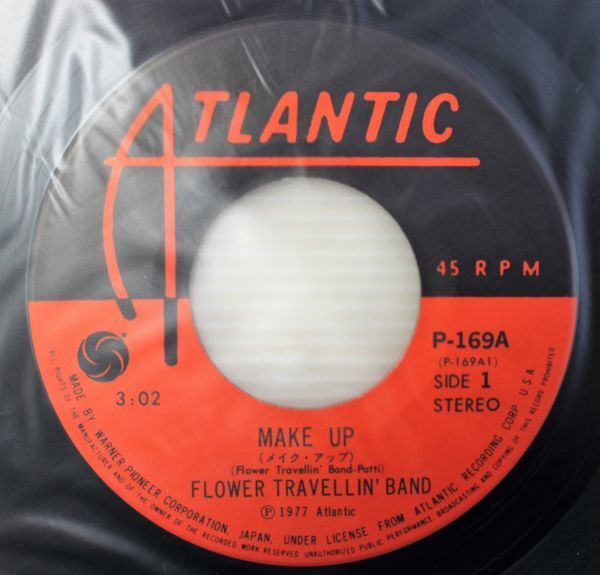 ATLANTIC
45 RPM
P-169A
(P-169A1)
SIDE 1
STEREO
3:02
MAKE UP
(メイク・アップ)
(Flower Travellin' Band-Patti)
FLOWER TRAVELLIN' BAND
Ⓟ 1977 Atlantic
MADE BY WARNER PIONEER CORPORATION, JAPAN, UNDER LICENSE FROM ATLANTIC RECORDING CORP. U.S.A.
ALL RIGHTS OF THE MANUFACTURER AND OF THE OWNER OF THE RECORDED WORK RESERVED UNAUTHORIZED PUBLIC PERFORMANCE BROADCASTING AND COPYING OF THIS RECORD PROHIBITED